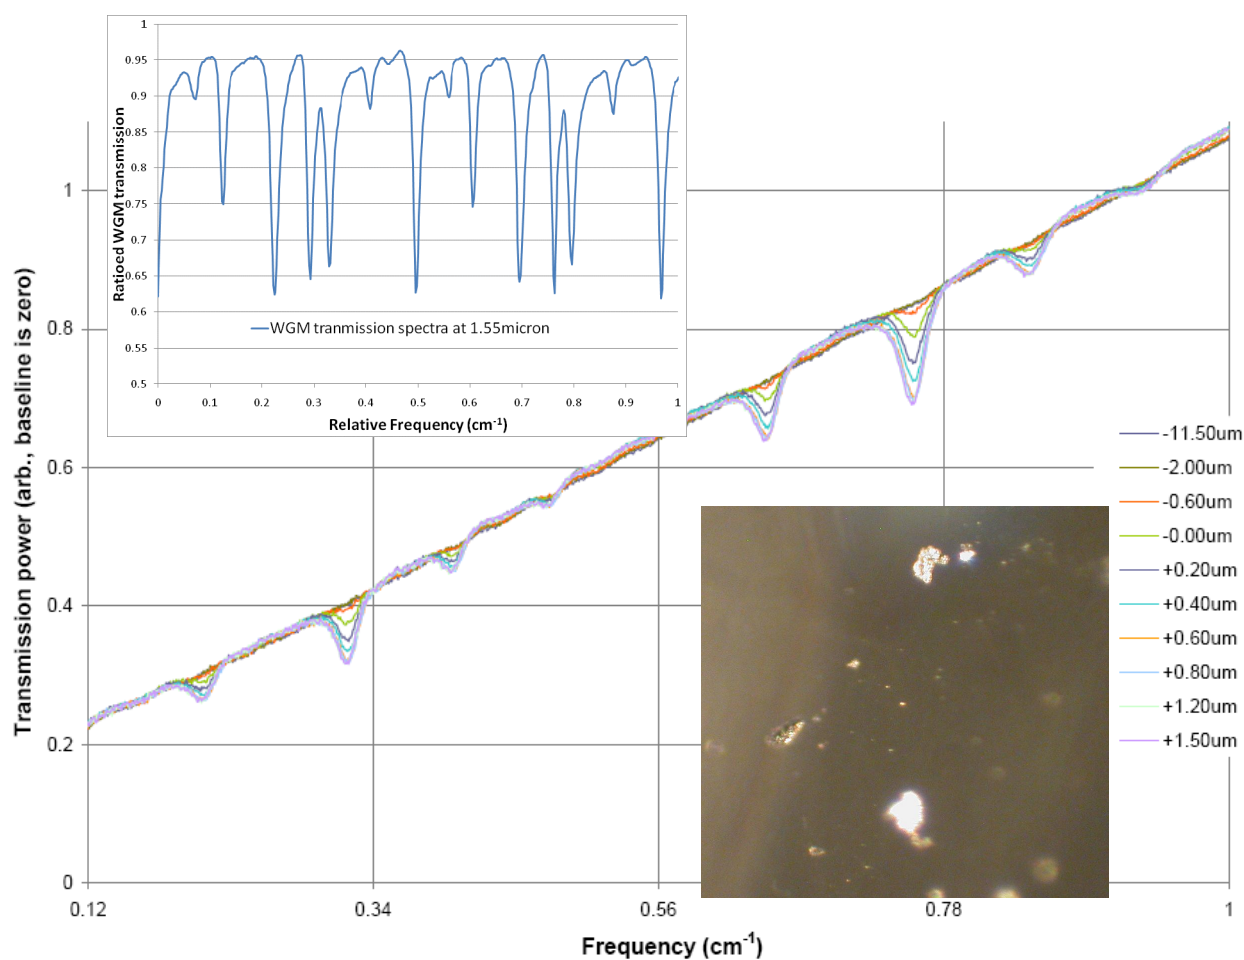 1
0.95
0.9
0.85
0.8
0.75
0.7
0.65
0.6
0.55
0.5
Ratioed WGM transmission
WGM tranmission spectra at 1.55micron
0 0.1 0.2 0.3 0.4 0.5 0.6 0.7 0.8 0.9 1
Relative Frequency (cm-1)
Transmission power (arb., baseline is zero)
1
0.8
0.6
0.4
0.2
0
0.12 0.34 0.56 0.78 1
Frequency (cm-1)
-11.50um
-2.00um
-0.60um
-0.00um
+0.20um
+0.40um
+0.60um
+0.80um
+1.20um
+1.50um